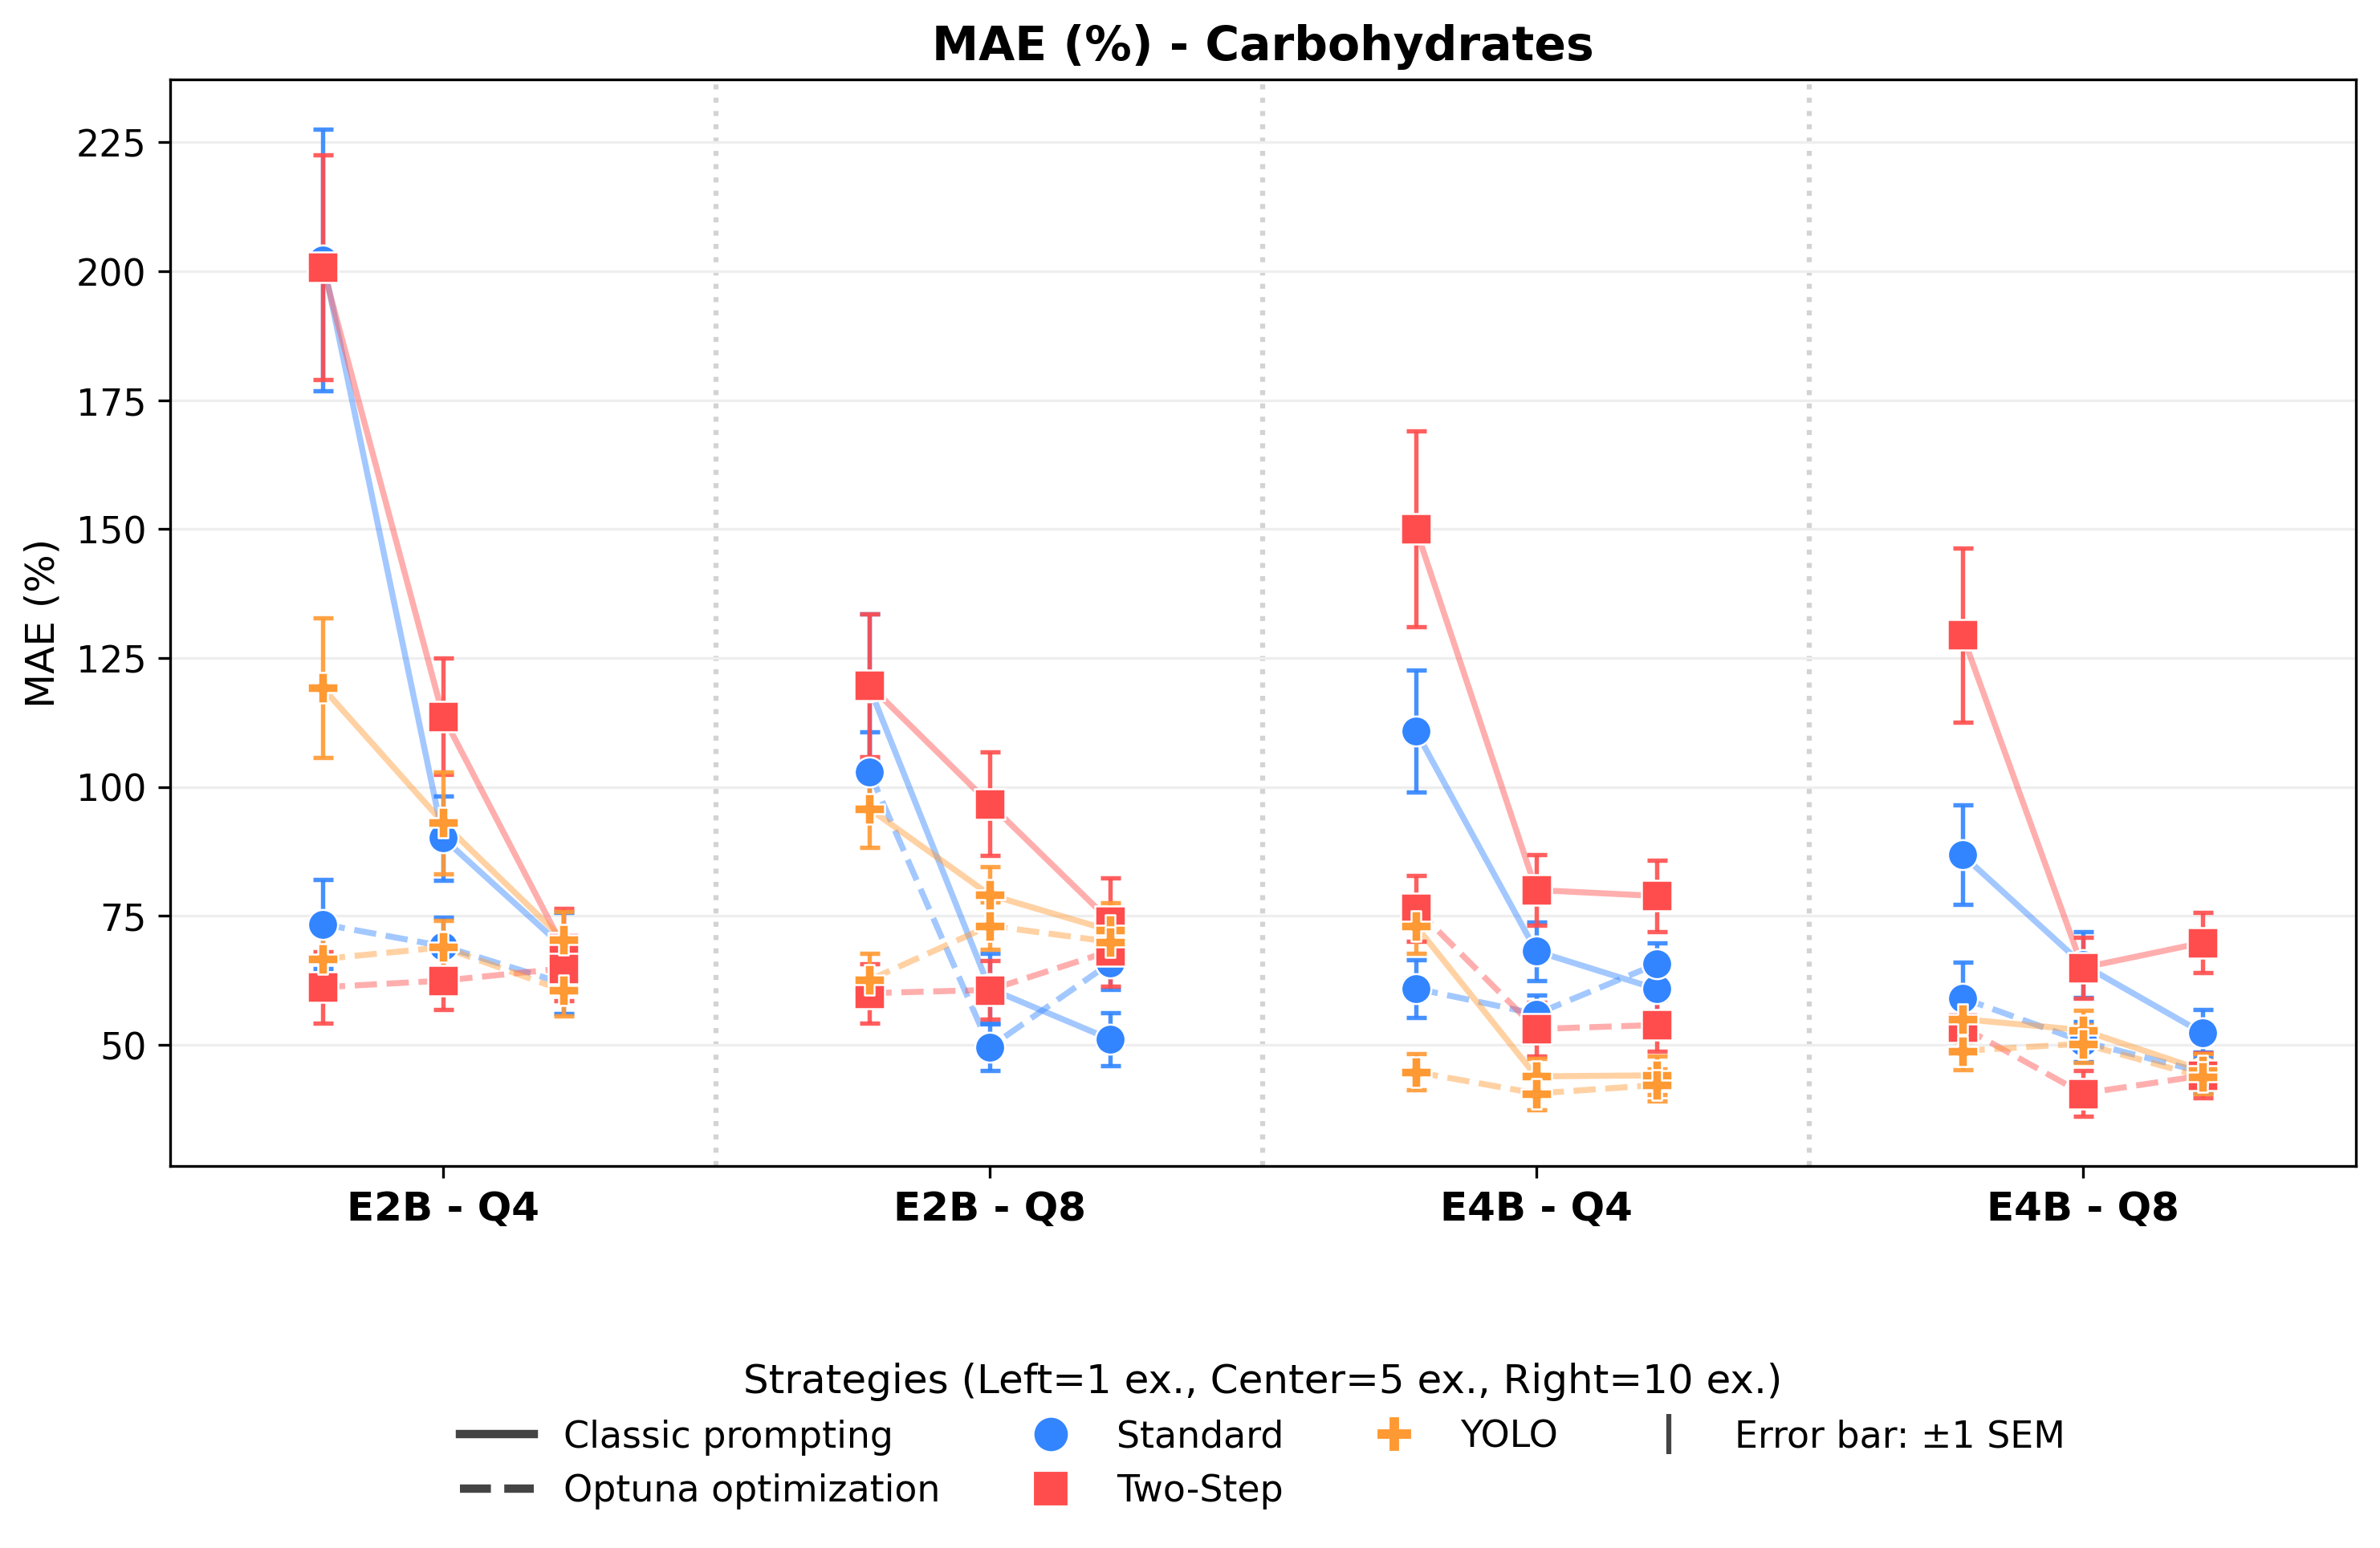 MAE (%) - Carbohydrates
MAE (%)
225
200
175
150
125
100
75
50
E2B - Q4
E2B - Q8
E4B - Q4
E4B - Q8
Strategies (Left=1 ex., Center=5 ex., Right=10 ex.)
Classic prompting
Optuna optimization
Standard
Two-Step
YOLO
Error bar: ±1 SEM